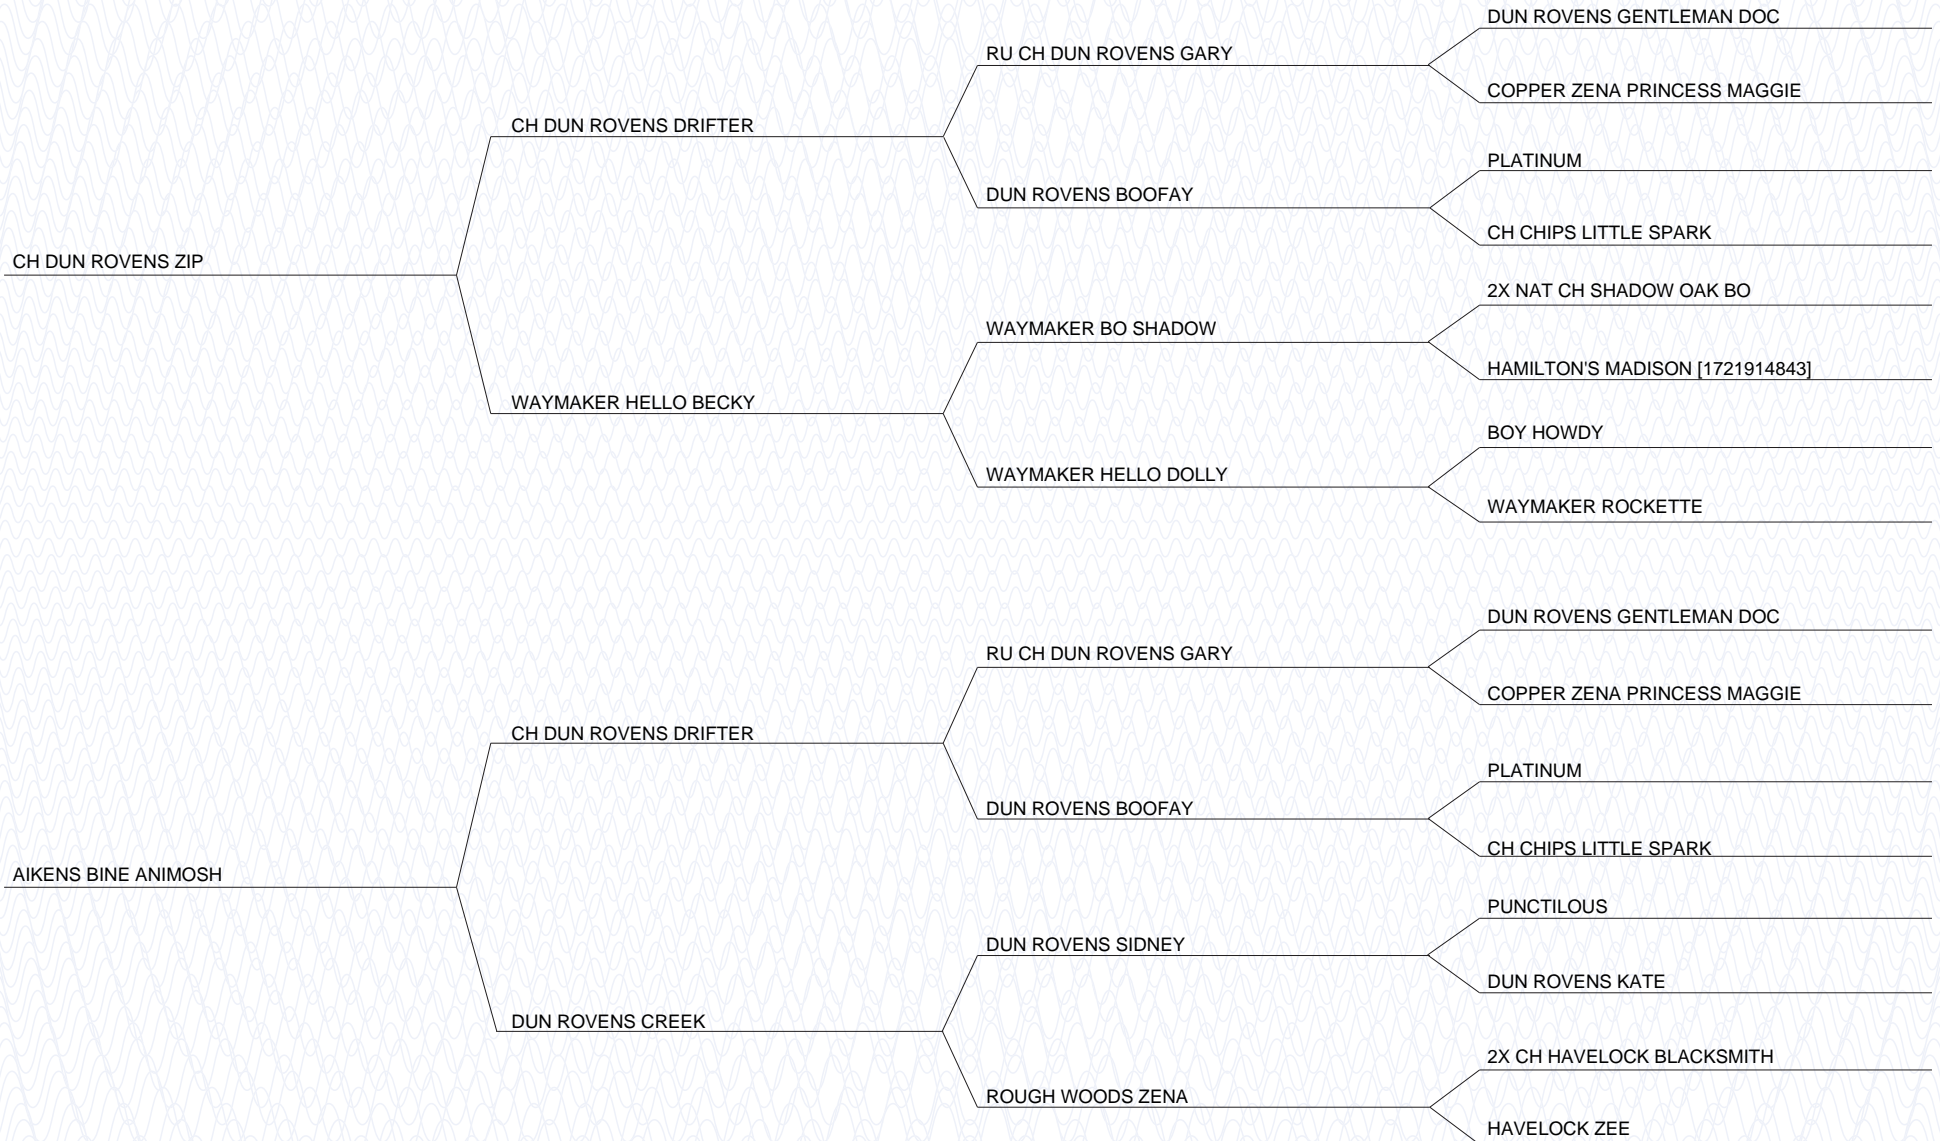 DUN ROVENS GENTLEMAN DOC
RU CH DUN ROVENS GARY
COPPER ZENA PRINCESS MAGGIE
CH DUN ROVENS DRIFTER
PLATINUM
DUN ROVENS BOOFAY
CH CHIPS LITTLE SPARK
CH DUN ROVENS ZIP
2X NAT CH SHADOW OAK BO
WAYMAKER BO SHADOW
HAMILTON'S MADISON [1721914843]
WAYMAKER HELLO BECKY
BOY HOWDY
WAYMAKER HELLO DOLLY
WAYMAKER ROCKETTE
DUN ROVENS GENTLEMAN DOC
RU CH DUN ROVENS GARY
COPPER ZENA PRINCESS MAGGIE
CH DUN ROVENS DRIFTER
PLATINUM
DUN ROVENS BOOFAY
CH CHIPS LITTLE SPARK
AIKENS BINE ANIMOSH
PUNCTILOUS
DUN ROVENS SIDNEY
DUN ROVENS KATE
DUN ROVENS CREEK
2X CH HAVELOCK BLACKSMITH
ROUGH WOODS ZENA
HAVELOCK ZEE